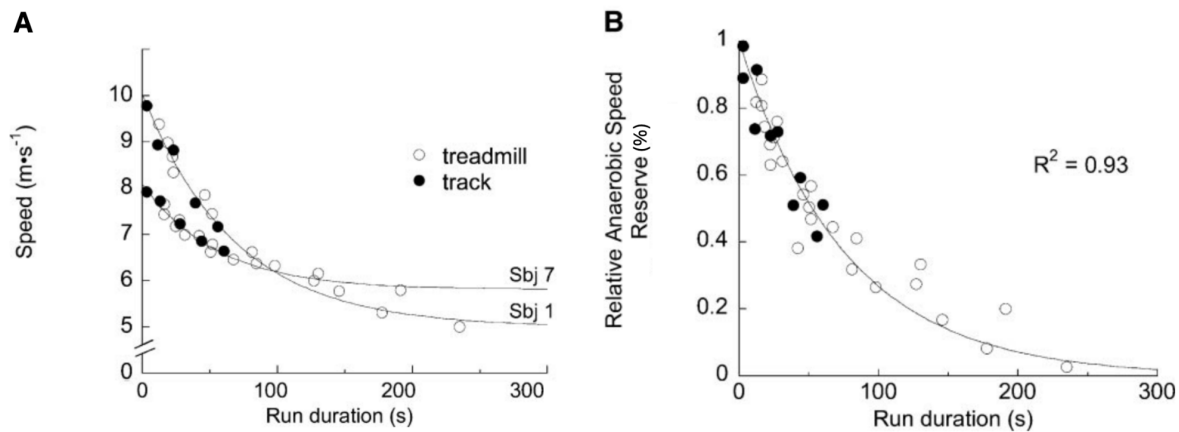 A
Speed (m•s⁻¹)
10
9
8
7
6
5
0
treadmill
track
Sbj 7
Sbj 1
0
100
200
300
Run duration (s)
B
Relative Anaerobic Speed
Reserve (%)
1
0.8
0.6
0.4
0.2
0
R² = 0.93
0
100
200
300
Run duration (s)